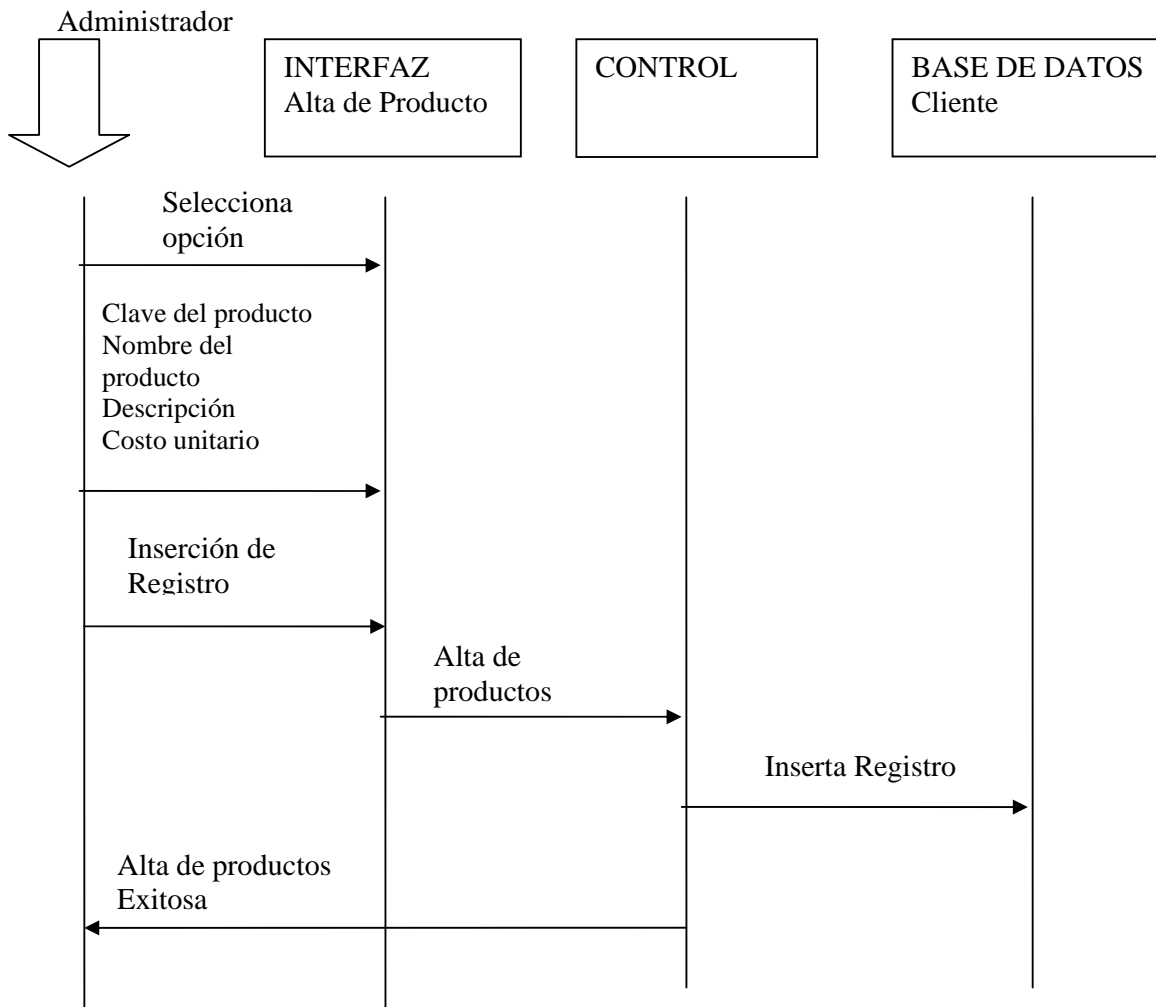 Administrador
INTERFAZ
Alta de Producto
CONTROL
BASE DE DATOS
Cliente
Selecciona
opción
Clave del producto
Nombre del
producto
Descripción
Costo unitario
Inserción de
Registro
Alta de
productos
Inserta Registro
Alta de productos
Exitosa